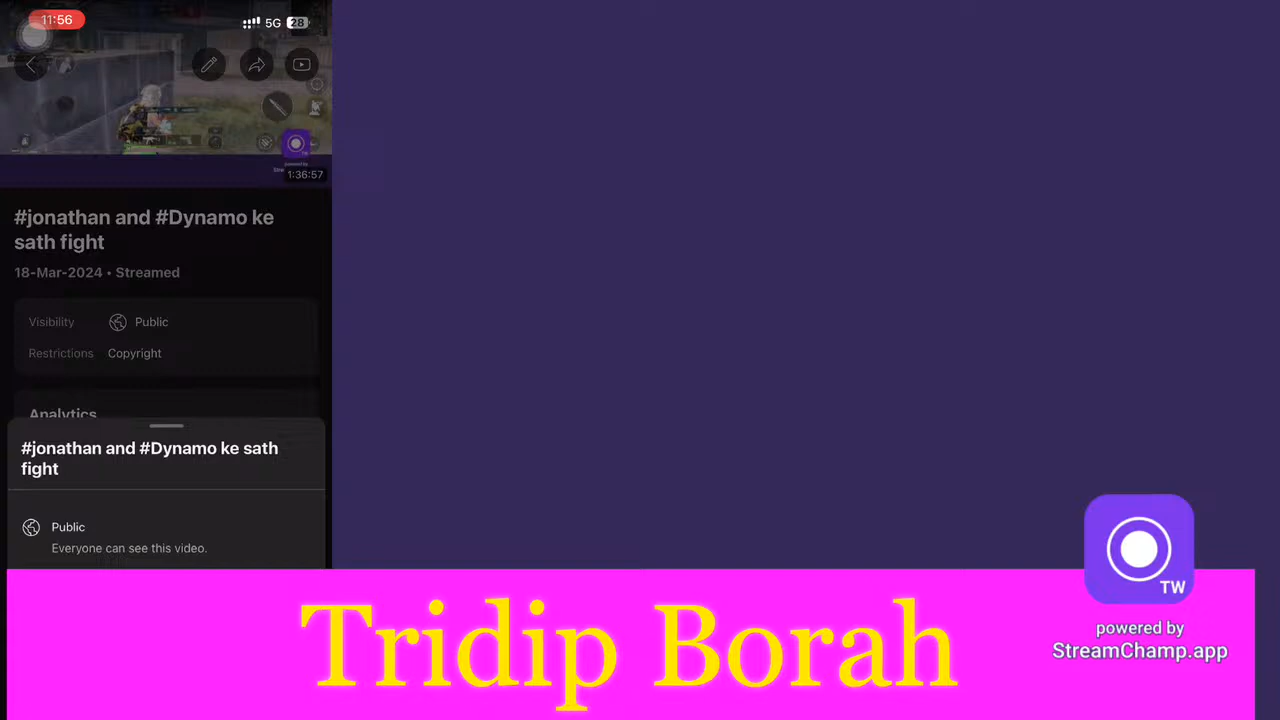 11:56
5G 28
TW
1:36:57
#jonathan and #Dynamo ke
sath fight
18-Mar-2024 • Streamed
Visibility Public
Restrictions Copyright
Analytics
#jonathan and #Dynamo ke sath
fight
Public
Everyone can see this video.
Tridip Borah
TW
powered by
StreamChamp.app